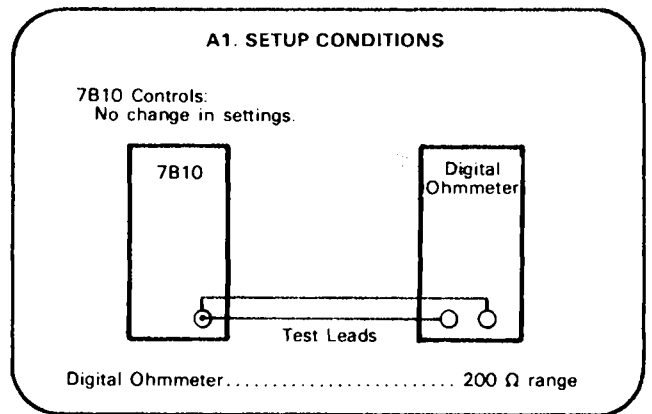 A1. SETUP CONDITIONS
7B10 Controls:
No change in settings.
7B10
Digital
Ohmmeter
Test Leads
Digital Ohmmeter.......................... 200 Ω range